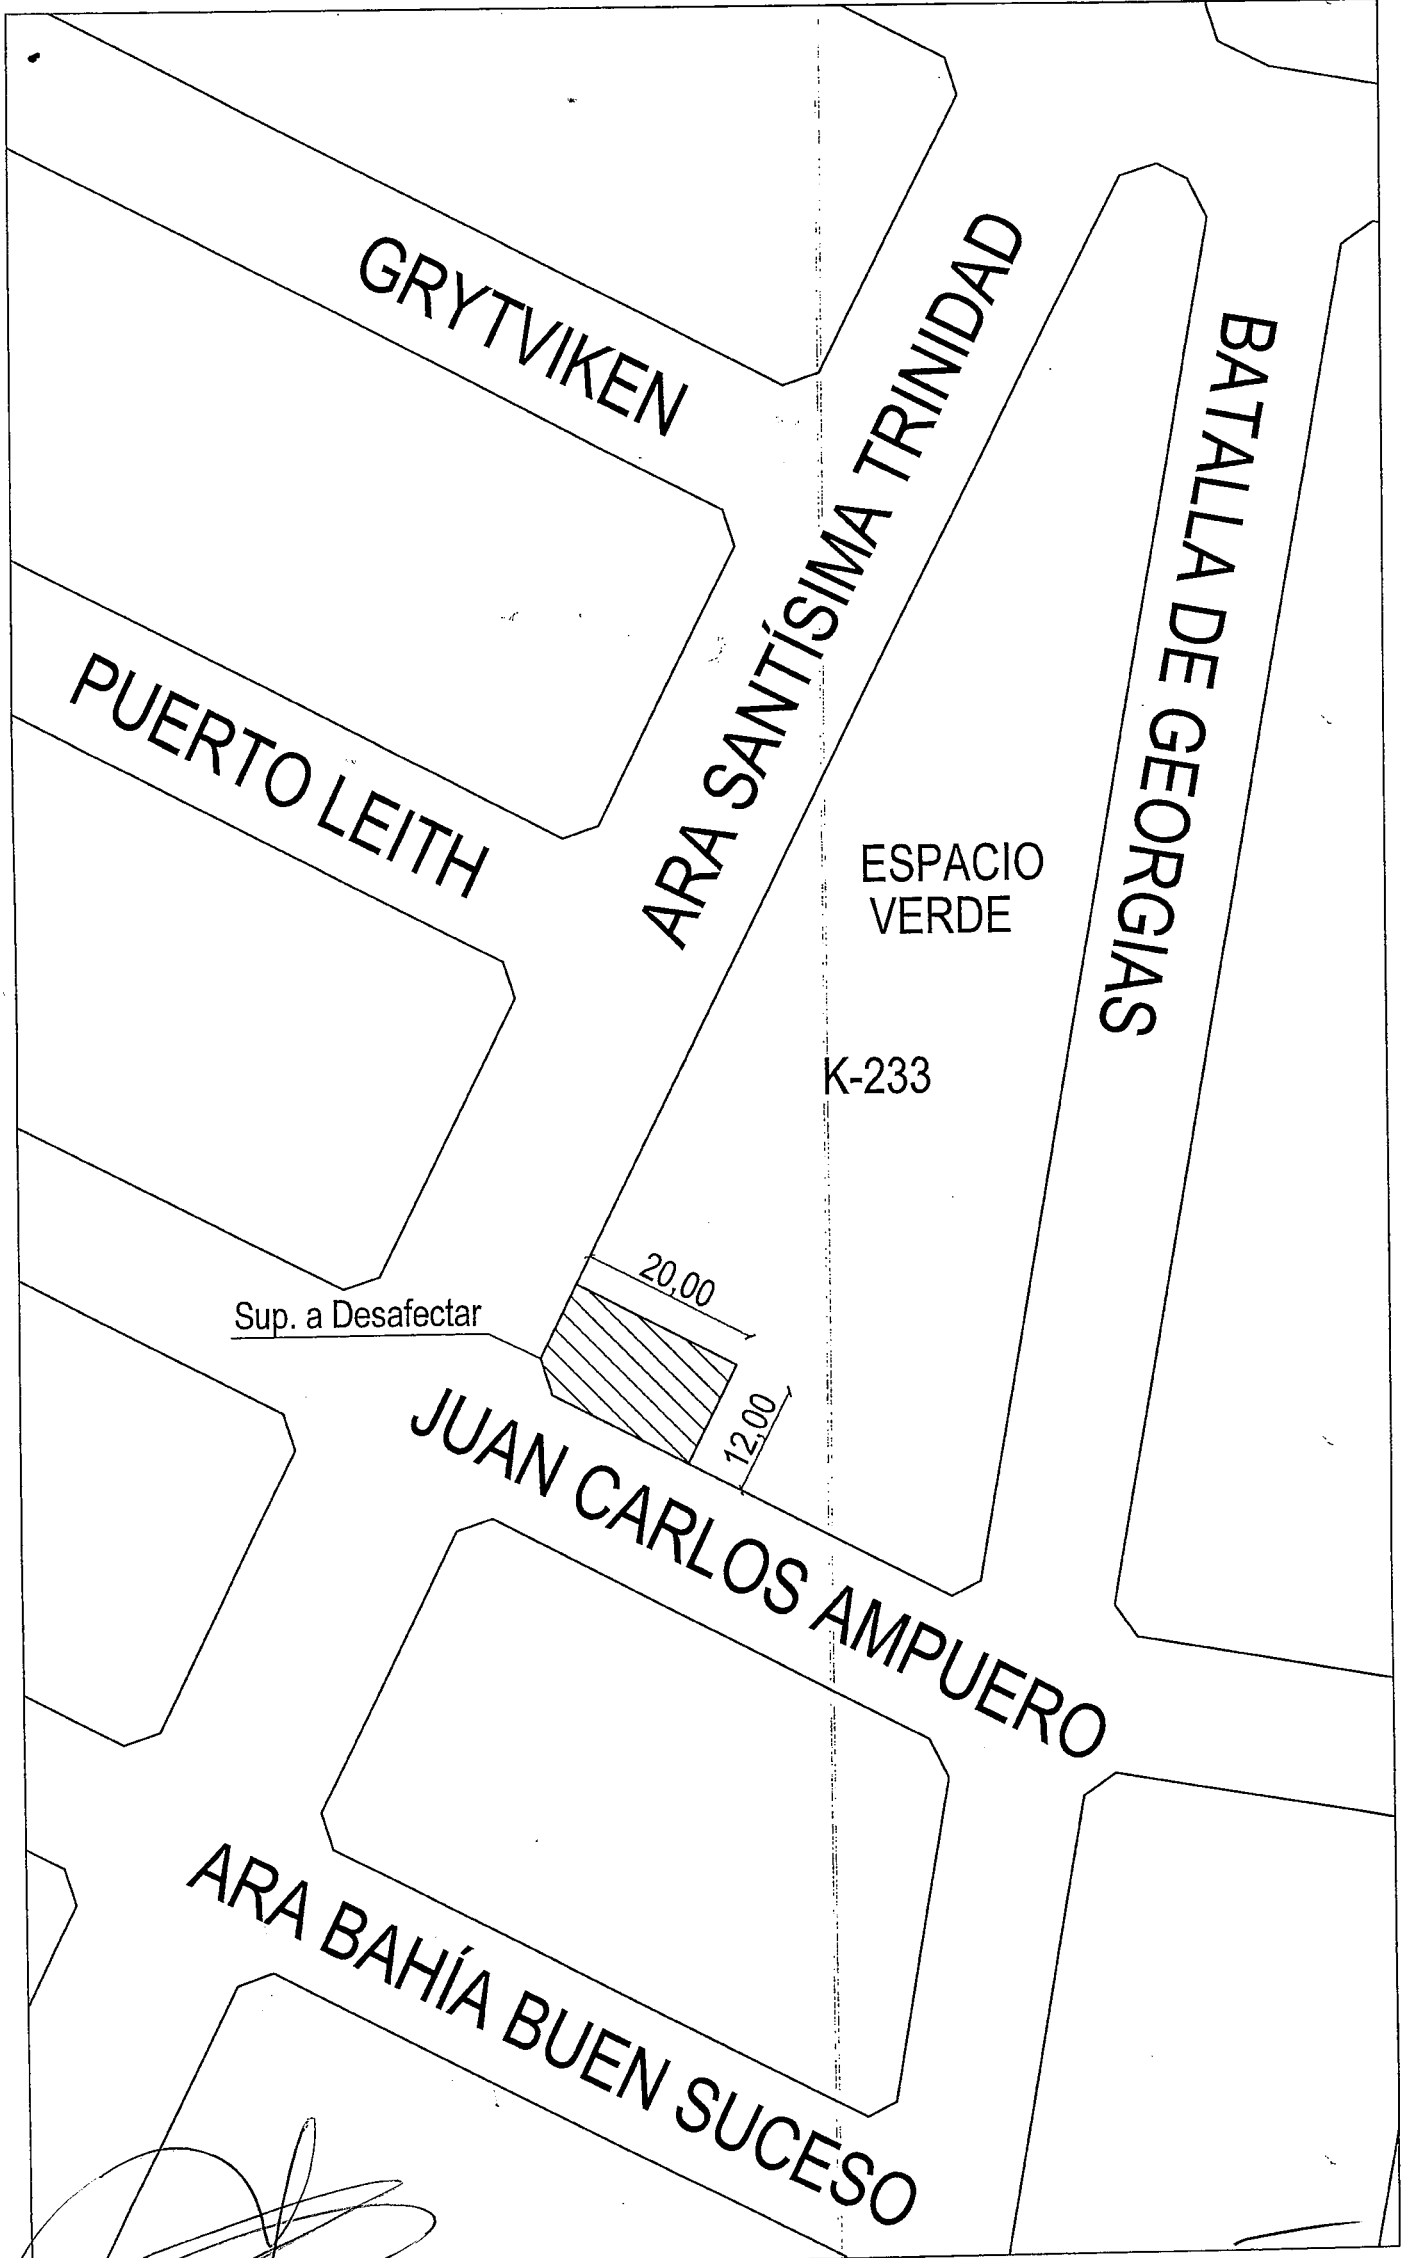 GRYTVIKEN
ARA SANTÍSIMA TRINIDAD
BATALLA DE GEORGIAS
PUERTO LEITH
ESPACIO
VERDE
K-233
20,00
Sup. a Desafectar
12,00
JUAN CARLOS AMPUERO
ARA BAHÍA BUEN SUCESO